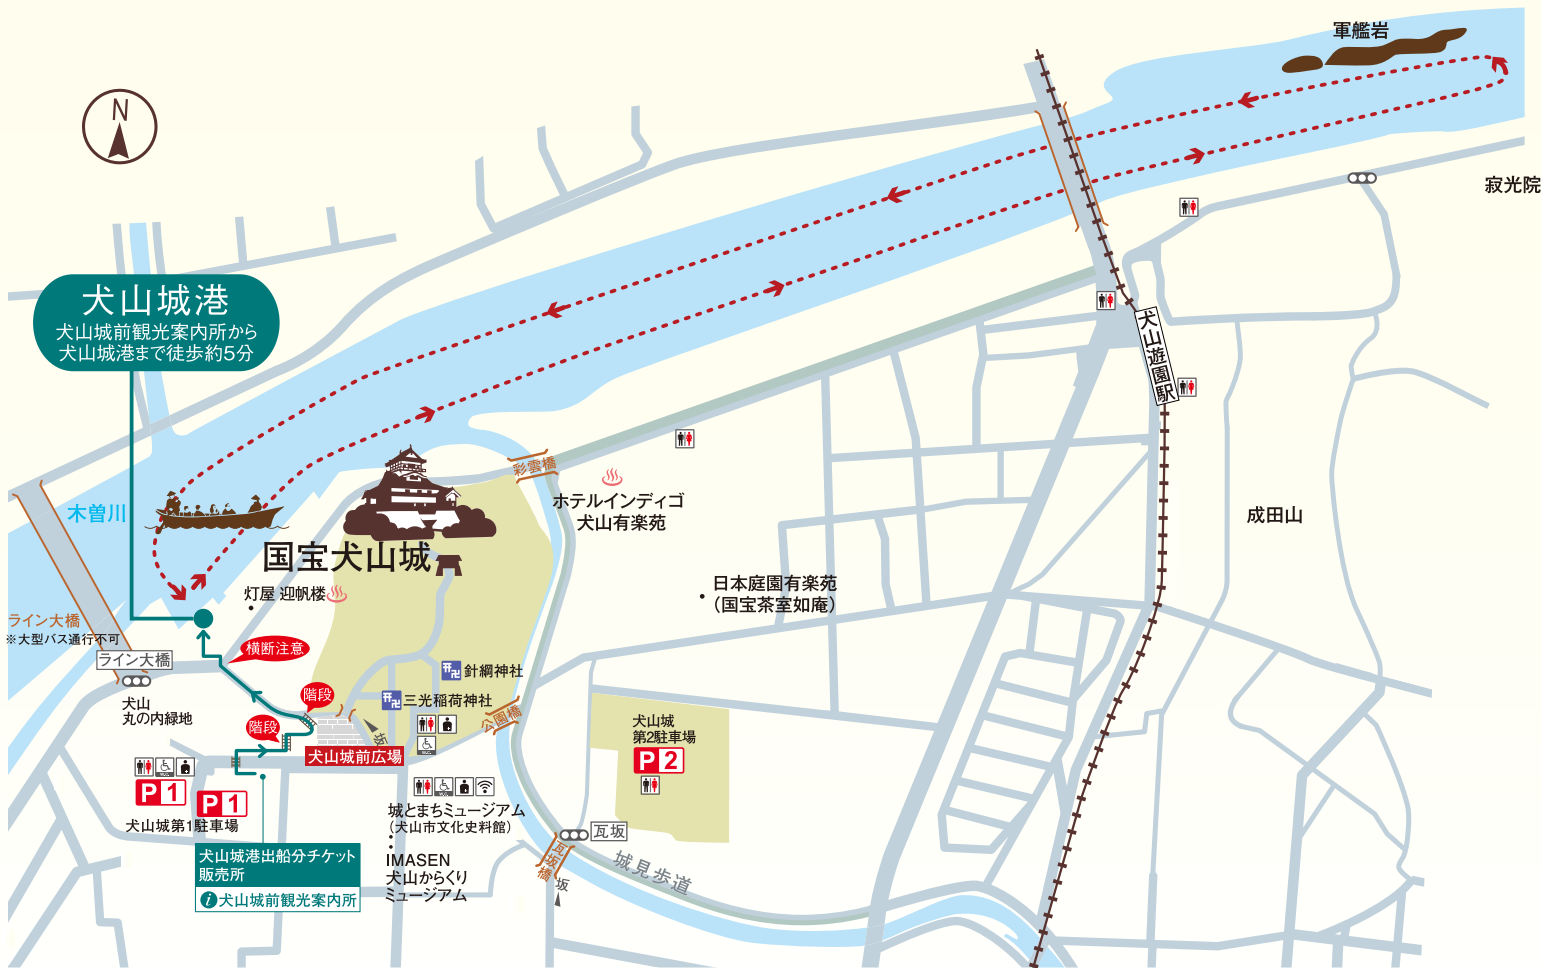 軍艦岩
N
寂光院
犬山城港
犬山城前観光案内所から
犬山城港まで徒歩約5分
犬山遊園駅
彩雲橋
ホテルインディゴ
犬山有楽苑
木曽川
成田山
国宝犬山城
灯屋 迎帆楼
日本庭園有楽苑
(国宝茶室如庵)
ライン大橋
※大型バス通行不可
ライン大橋
横断注意
針綱神社
犬山
丸の内緑地
階段
三光稲荷神社
公園橋
階段
坂
犬山城前広場
犬山城
第2駐車場
P 2
P 1
P 1
犬山城第1駐車場
城とまちミュージアム
(犬山市文化史料館)
瓦坂
瓦坂橋
IMASEN
犬山からくり
ミュージアム
坂
城見歩道
犬山城港出船分チケット
販売所
i 犬山城前観光案内所